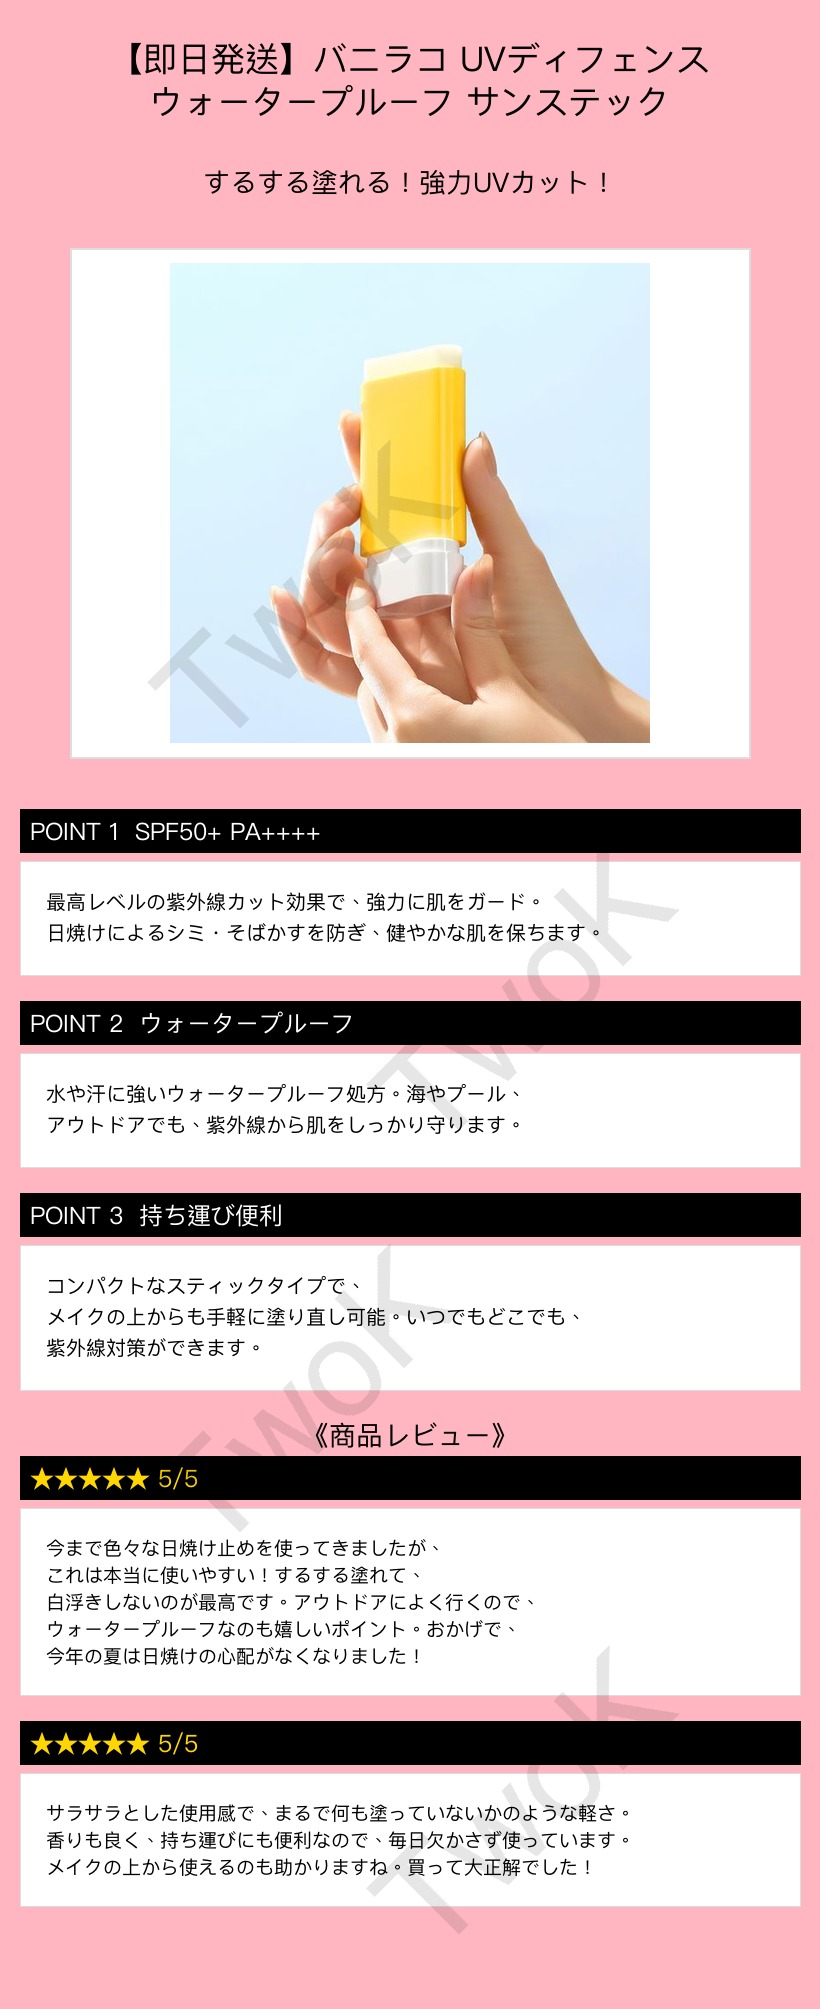 【即日発送】バニラコ UVディフェンス
ウォータープルーフ サンステック
するする塗れる！強力UVカット！
TwoK
POINT 1 SPF50+ PA++++
最高レベルの紫外線カット効果で、強力に肌をガード。
日焼けによるシミ・そばかすを防ぎ、健やかな肌を保ちます。
TwoK
POINT 2 ウォータープルーフ
水や汗に強いウォータープルーフ処方。海やプール、
アウトドアでも、紫外線から肌をしっかり守ります。
POINT 3 持ち運び便利
コンパクトなスティックタイプで、
メイクの上からも手軽に塗り直し可能。いつでもどこでも、
紫外線対策ができます。
TwoK
《商品レビュー》
★★★★★ 5/5
今まで色々な日焼け止めを使ってきましたが、
これは本当に使いやすい！するする塗れて、
白浮きしないのが最高です。アウトドアによく行くので、
ウォータープルーフなのも嬉しいポイント。おかげで、
今年の夏は日焼けの心配がなくなりました！
★★★★★ 5/5
サラサラとした使用感で、まるで何も塗っていないかのような軽さ。
香りも良く、持ち運びにも便利なので、毎日欠かさず使っています。
メイクの上から使えるのも助かりますね。買って大正解でした！
TwoK